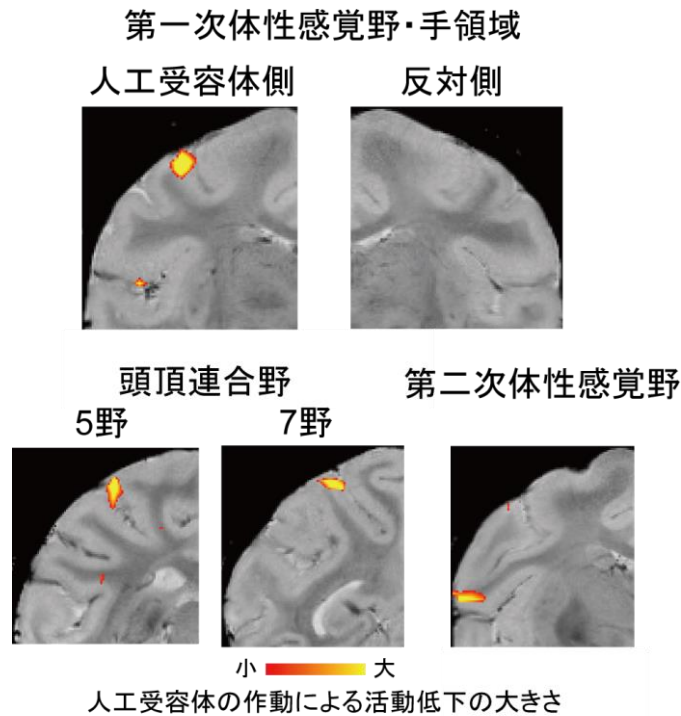 第一次体性感覚野・手領域
人工受容体側
反対側
頭頂連合野
5野
7野
第二次体性感覚野
小
大
人工受容体の作動による活動低下の大きさ